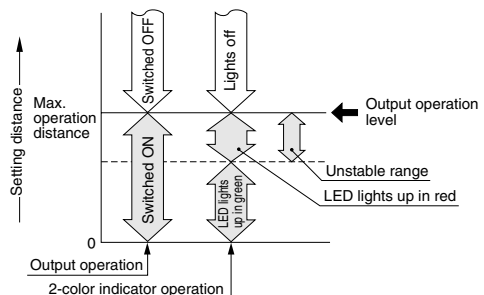 Setting distance
Max.
operation
distance
0
Switched OFF
Switched ON
Lights off
LED lights
up in green
Output operation
level
Unstable range
LED lights up in red
Output operation
2-color indicator operation